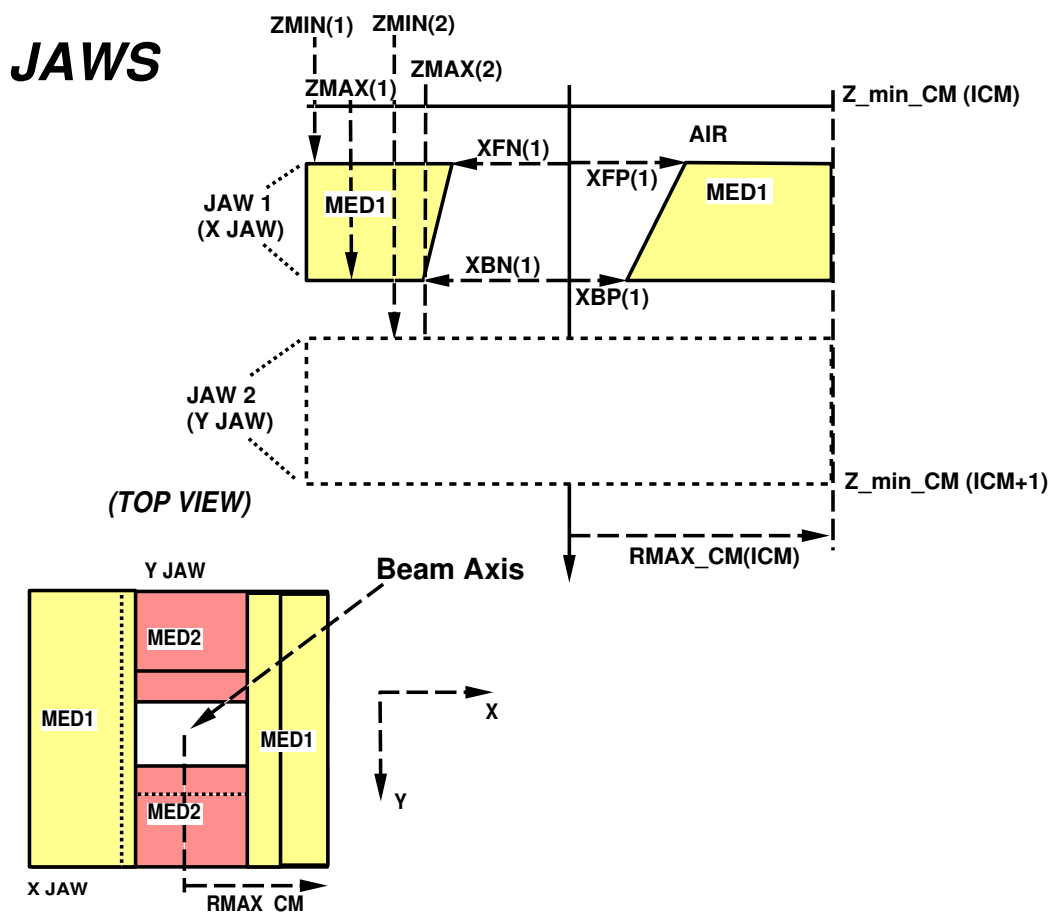 JAWS
ZMIN(1)
ZMIN(2)
ZMAX(2)
ZMAX(1)
Z_min_CM (ICM)
AIR
XFN(1)
XFP(1)
MED1
MED1
JAW 1
(X JAW)
XBN(1)
XBP(1)
JAW 2
(Y JAW)
Z_min_CM (ICM+1)
(TOP VIEW)
RMAX_CM(ICM)
Beam Axis
Y JAW
MED2
MED1
MED1
MED2
X
Y
X JAW
RMAX_CM